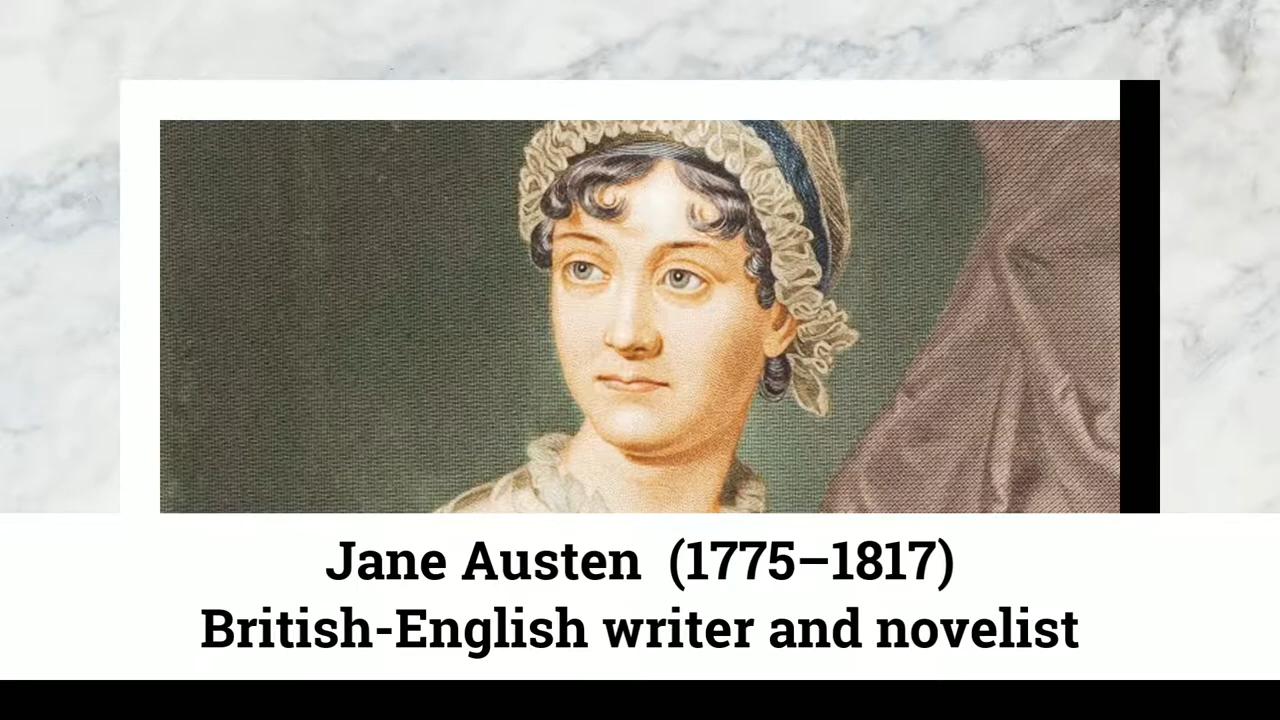 Jane Austen  (1775–1817)
British-English writer and novelist